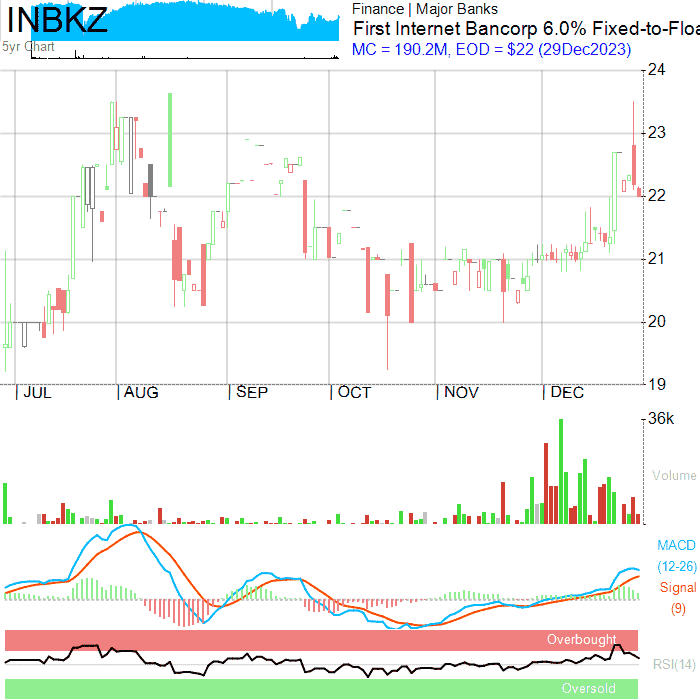 INBKZ
5yr Chart
Finance | Major Banks
First Internet Bancorp 6.0% Fixed-to-Floa
MC = 190.2M, EOD = $22 (29Dec2023)
24
23
22
21
20
19
JUL AUG SEP OCT NOV DEC
36k
Volume
MACD
(12-26)
Signal
(9)
Overbought
RSI(14)
Oversold